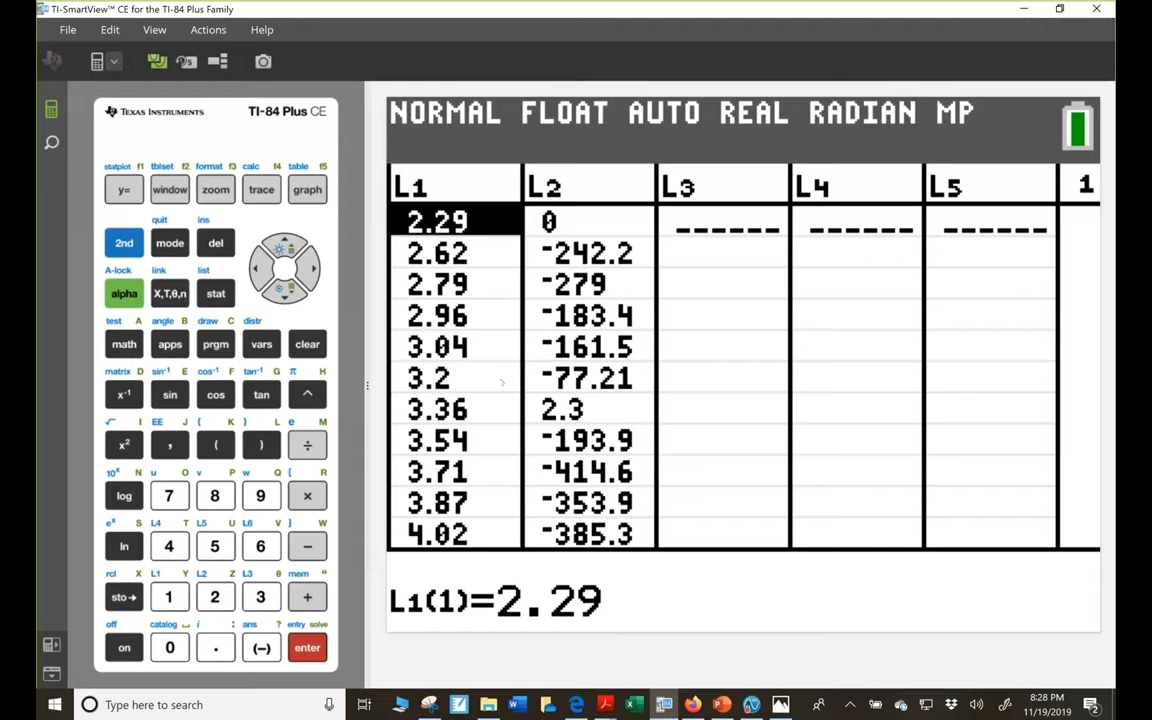 TI-SmartView™ CE for the TI-84 Plus Family
File Edit View Actions Help
TEXAS INSTRUMENTS TI-84 Plus CE
statplot f1 tblset f2 format f3 calc f4 table f5
y= window zoom trace graph
quit ins
2nd mode del
A-lock link list
alpha X,T,θ,n stat
test A angle B draw C distr
math apps prgm vars clear
matrix D sin⁻¹ E cos⁻¹ F tan⁻¹ G π H
x⁻¹ sin cos tan ^
√ I EE J { K } L e M
x² , ( ) ÷
10ˣ N u O v P w Q [ R
log 7 8 9 ×
eˣ S L4 T L5 U L6 V ] W
ln 4 5 6 −
rcl X L1 Y L2 Z L3 θ mem “
sto→ 1 2 3 +
off catalog ␣ i : ans ? entry solve
on 0 . (−) enter
NORMAL FLOAT AUTO REAL RADIAN MP
L1 L2 L3 L4 L5 1
2.29 0 ------ ------ ------
2.62 -242.2
2.79 -279
2.96 -183.4
3.04 -161.5
3.2 -77.21
3.36 2.3
3.54 -193.9
3.71 -414.6
3.87 -353.9
4.02 -385.3
L1(1)=2.29
Type here to search
8:28 PM
11/19/2019
2